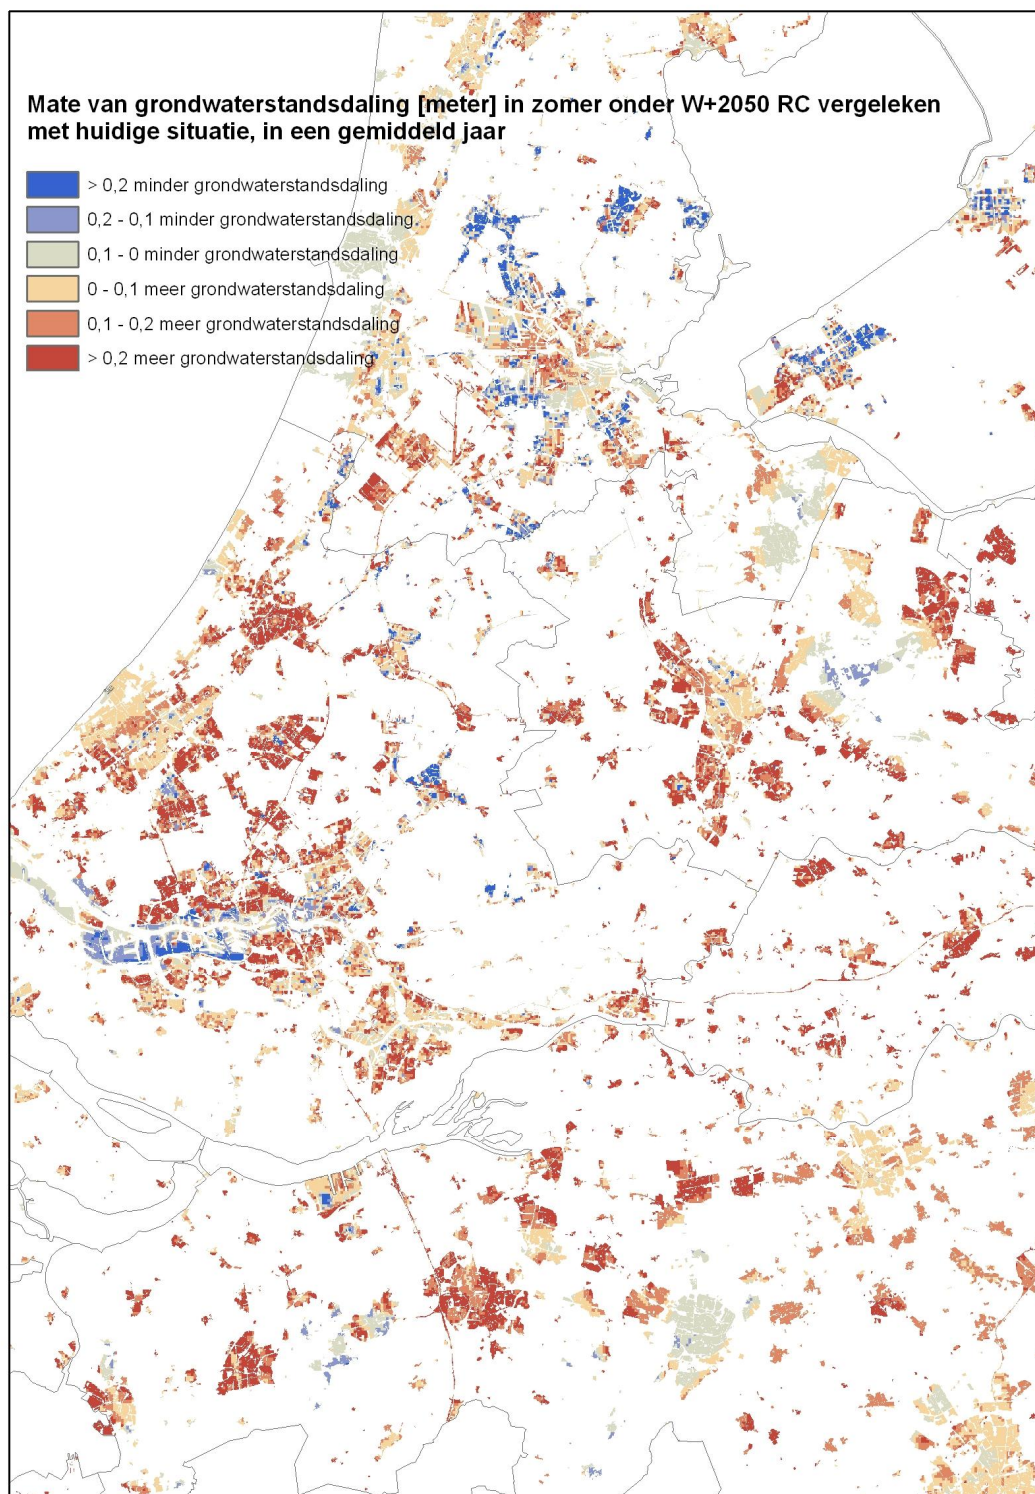 Mate van grondwaterstandsdaling [meter] in zomer onder W+2050 RC vergeleken
met huidige situatie, in een gemiddeld jaar
> 0,2 minder grondwaterstandsdaling
0,2 - 0,1 minder grondwaterstandsdaling
0,1 - 0 minder grondwaterstandsdaling
0 - 0,1 meer grondwaterstandsdaling
0,1 - 0,2 meer grondwaterstandsdaling
> 0,2 meer grondwaterstandsdaling